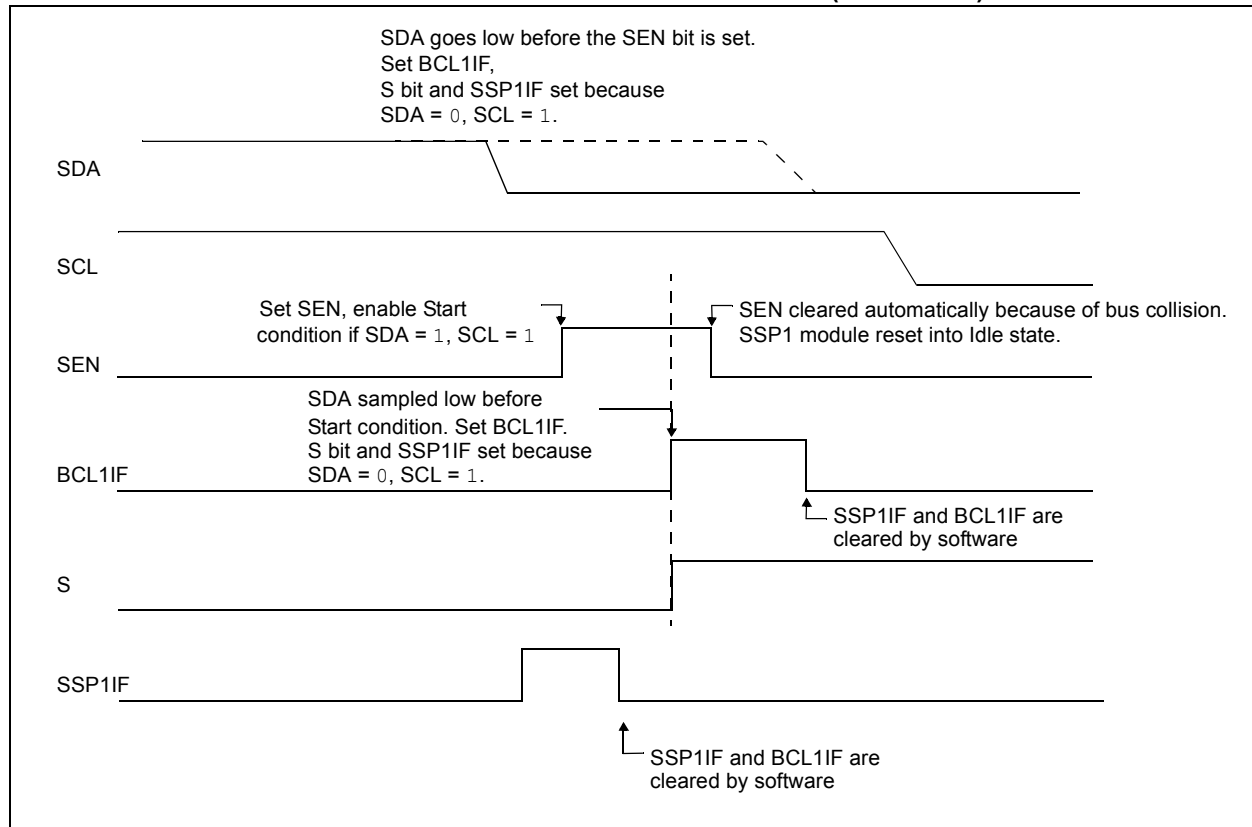 SDA goes low before the SEN bit is set.
Set BCL1IF,
S bit and SSP1IF set because
SDA = 0, SCL = 1.
SDA
SCL
Set SEN, enable Start
condition if SDA = 1, SCL = 1
SEN cleared automatically because of bus collision.
SSP1 module reset into Idle state.
SEN
SDA sampled low before
Start condition. Set BCL1IF.
S bit and SSP1IF set because
SDA = 0, SCL = 1.
BCL1IF
SSP1IF and BCL1IF are
cleared by software
S
SSP1IF
SSP1IF and BCL1IF are
cleared by software